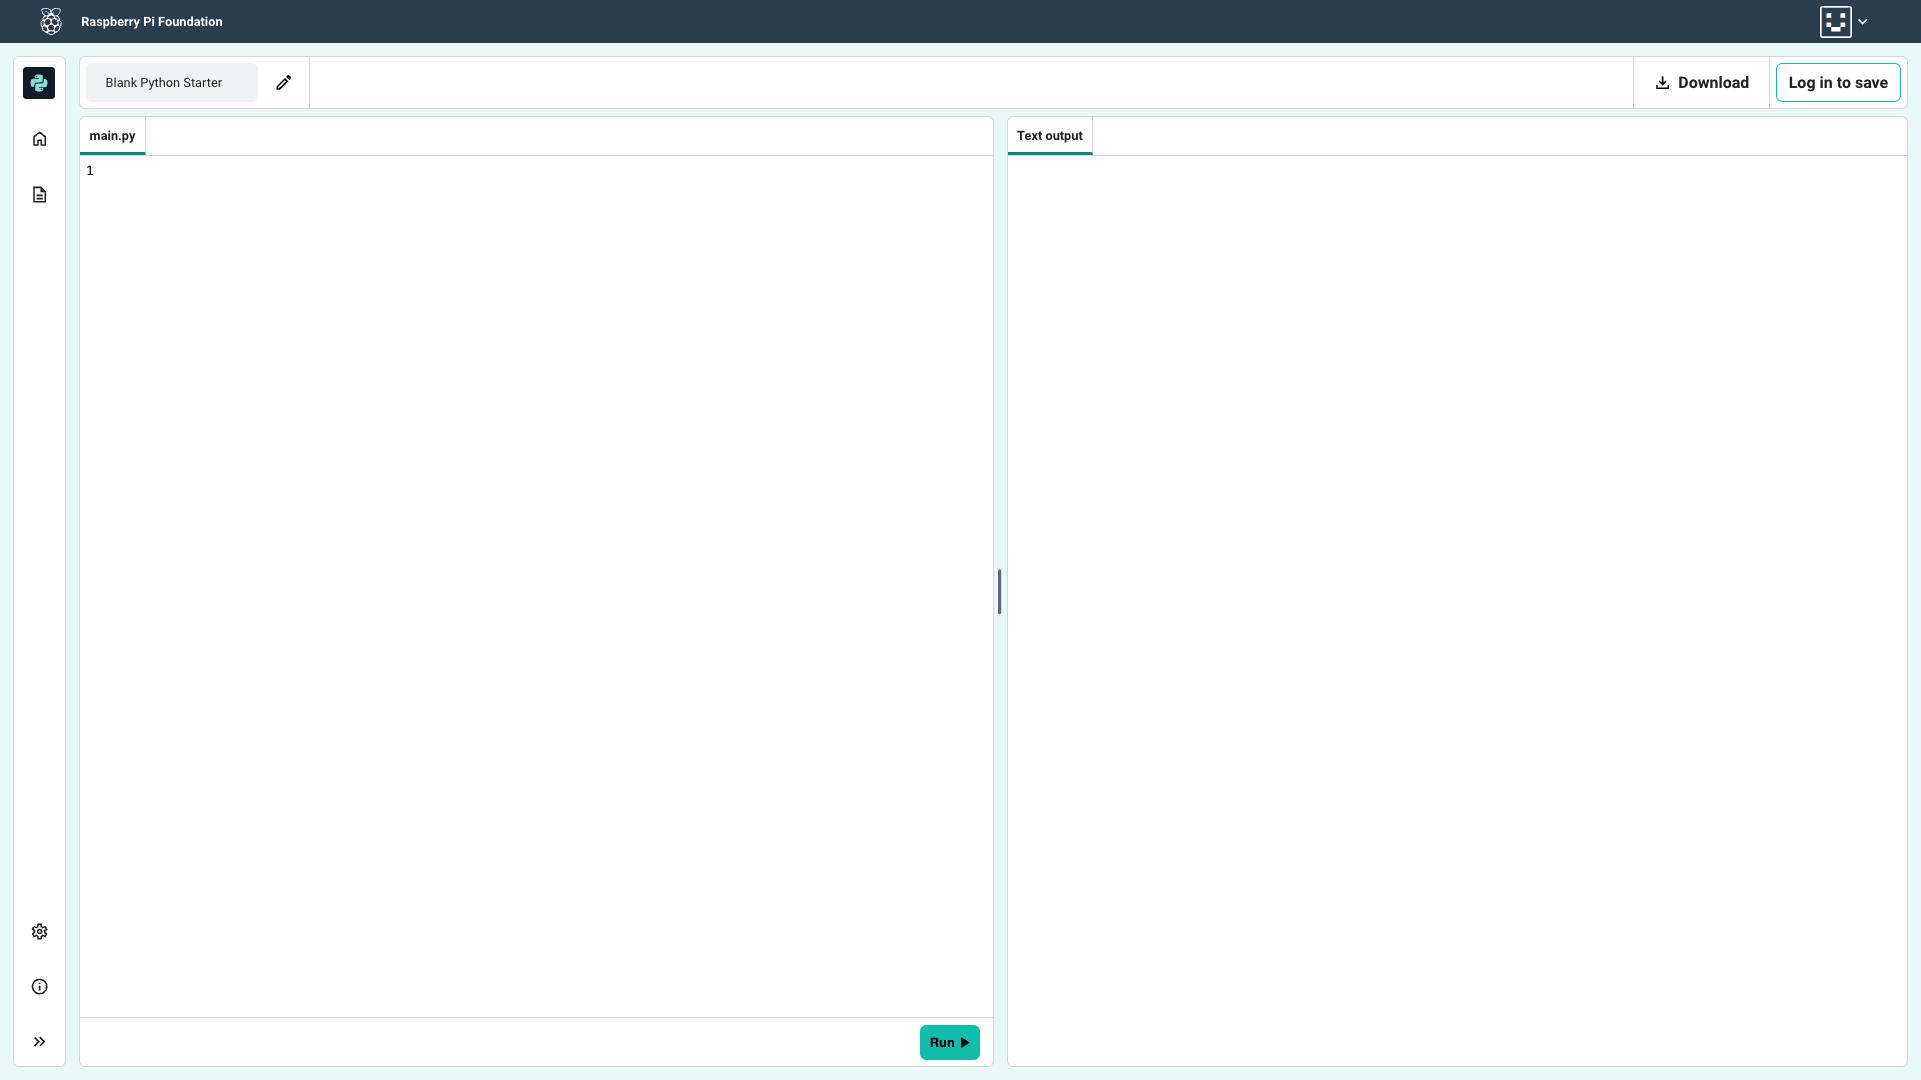 Raspberry Pi Foundation
Blank Python Starter
Download
Log in to save
main.py
Text output
1
Run